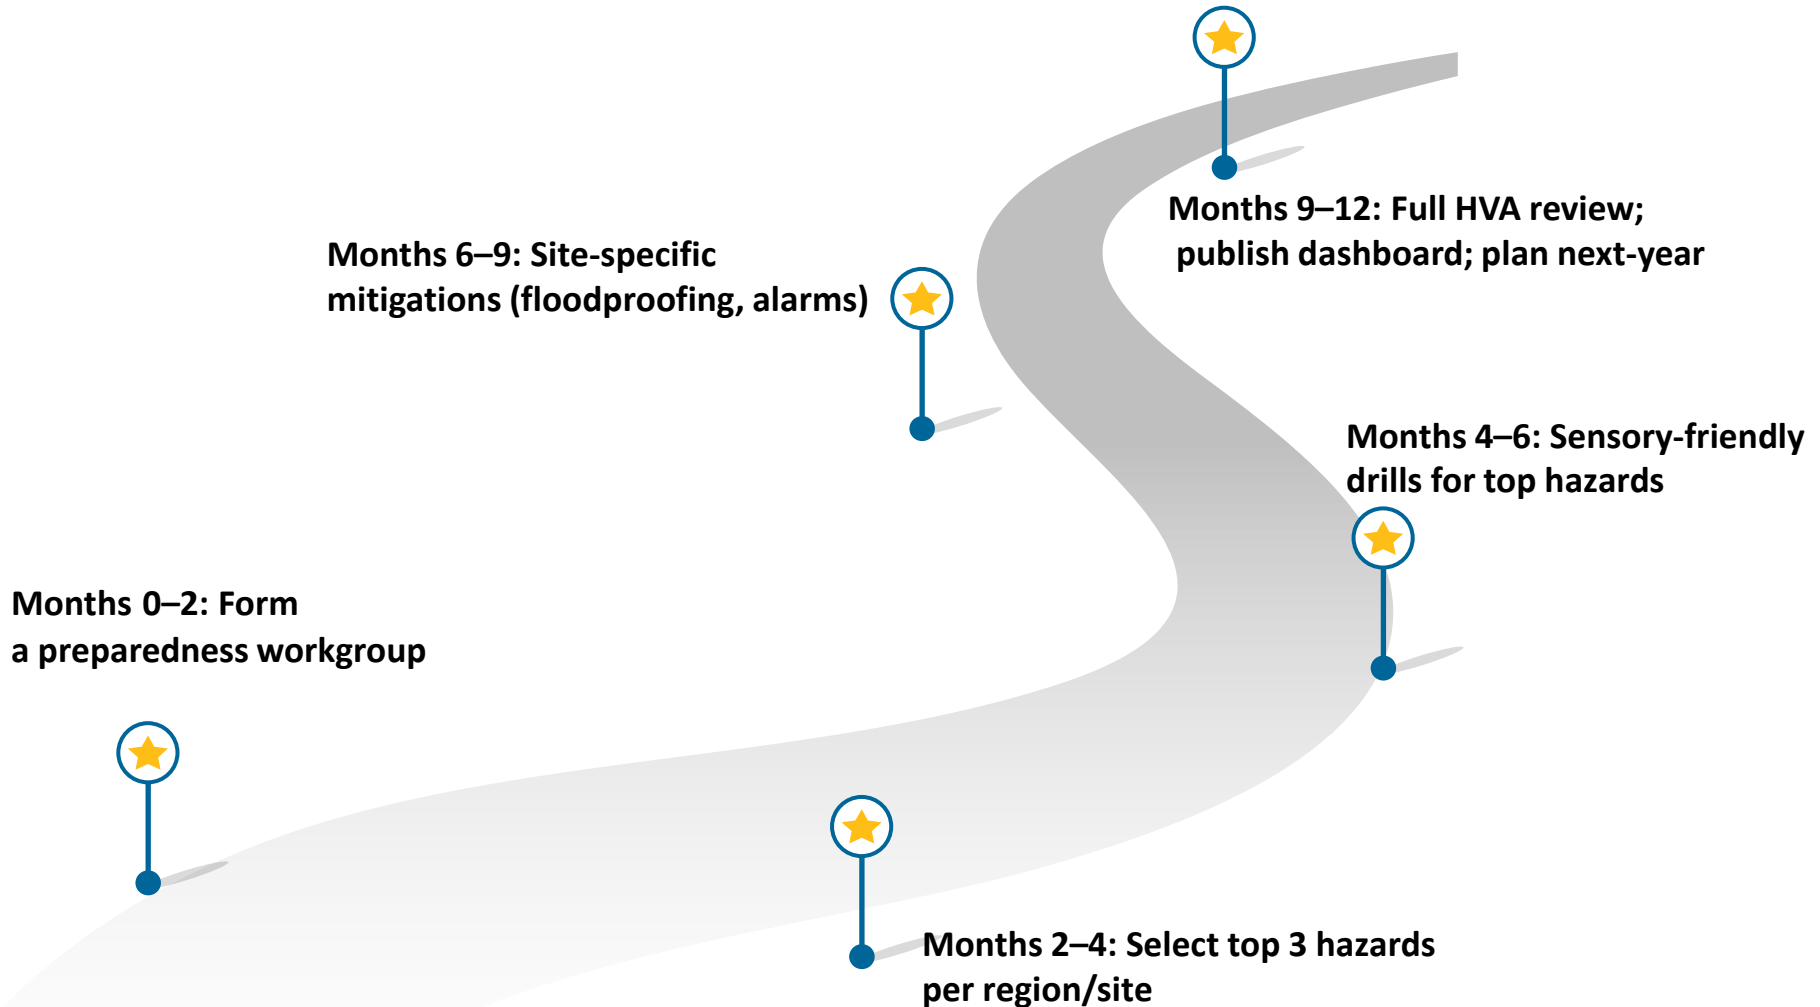 Months 9–12: Full HVA review;
publish dashboard; plan next-year
Months 6–9: Site-specific
mitigations (floodproofing, alarms)
Months 4–6: Sensory-friendly
drills for top hazards
Months 0–2: Form
a preparedness workgroup
Months 2–4: Select top 3 hazards
per region/site